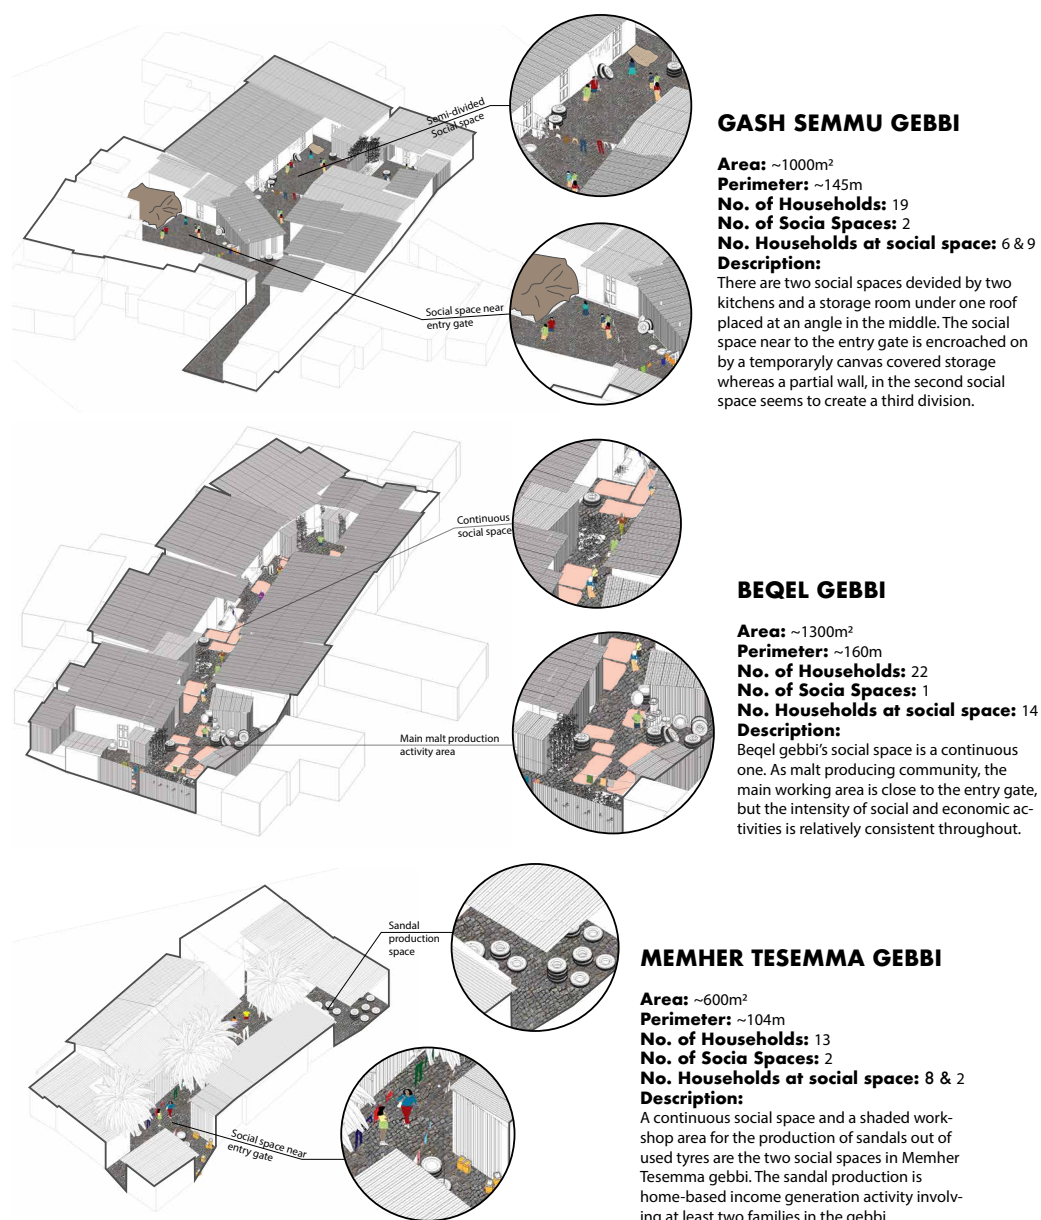 Semi-divided
Social space
Social space near
entry gate
GASH SEMMU GEBBI
Area: ~1000m²
Perimeter: ~145m
No. of Households: 19
No. of Socia Spaces: 2
No. Households at social space: 6 & 9
Description:
There are two social spaces devided by two
kitchens and a storage room under one roof
placed at an angle in the middle. The social
space near to the entry gate is encroached on
by a temporaryly canvas covered storage
whereas a partial wall, in the second social
space seems to create a third division.
Continuous
social space
Main malt production
activity area
BEQEL GEBBI
Area: ~1300m²
Perimeter: ~160m
No. of Households: 22
No. of Socia Spaces: 1
No. Households at social space: 14
Description:
Beqel gebbi's social space is a continuous
one. As malt producing community, the
main working area is close to the entry gate,
but the intensity of social and economic ac-
tivities is relatively consistent throughout.
Sandal
production
space
Social space near
entry gate
MEMHER TESEMMA GEBBI
Area: ~600m²
Perimeter: ~104m
No. of Households: 13
No. of Socia Spaces: 2
No. Households at social space: 8 & 2
Description:
A continuous social space and a shaded work-
shop area for the production of sandals out of
used tyres are the two social spaces in Memher
Tesemma gebbi. The sandal production is
home-based income generation activity involv-
ing at least two families in the gebbi.